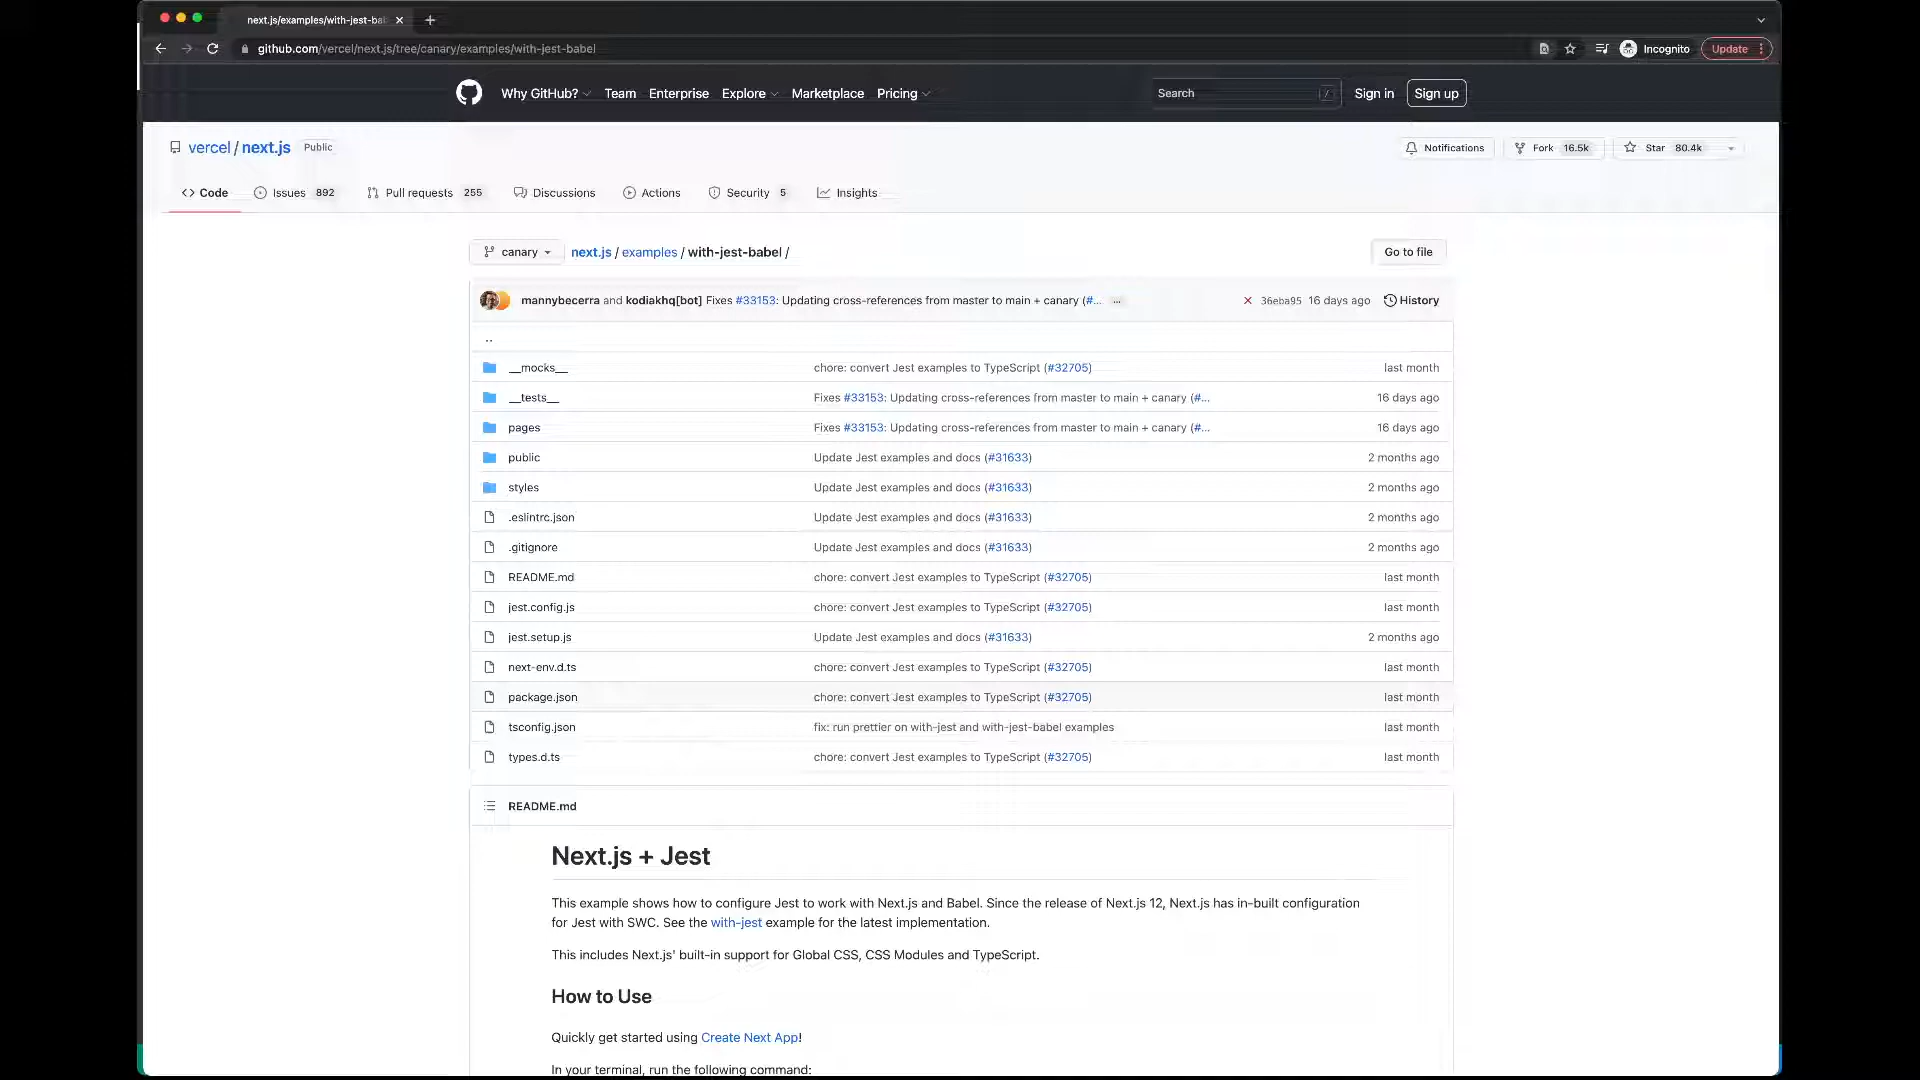 next.js/examples/with-jest-ba
github.com/vercel/next.js/tree/canary/examples/with-jest-babel
Incognito
Update
Why GitHub?
Team
Enterprise
Explore
Marketplace
Pricing
Search
/
Sign in
Sign up
vercel / next.js
Public
Notifications
Fork 16.5k
Star 80.4k
Code
Issues 892
Pull requests 255
Discussions
Actions
Security 5
Insights
canary
next.js / examples / with-jest-babel /
Go to file
mannybecerra and kodiakhq[bot] Fixes #33153: Updating cross-references from master to main + canary (#... ...
36eba95 16 days ago
History
..
__mocks__ chore: convert Jest examples to TypeScript (#32705) last month
__tests__ Fixes #33153: Updating cross-references from master to main + canary (#... 16 days ago
pages Fixes #33153: Updating cross-references from master to main + canary (#... 16 days ago
public Update Jest examples and docs (#31633) 2 months ago
styles Update Jest examples and docs (#31633) 2 months ago
.eslintrc.json Update Jest examples and docs (#31633) 2 months ago
.gitignore Update Jest examples and docs (#31633) 2 months ago
README.md chore: convert Jest examples to TypeScript (#32705) last month
jest.config.js chore: convert Jest examples to TypeScript (#32705) last month
jest.setup.js Update Jest examples and docs (#31633) 2 months ago
next-env.d.ts chore: convert Jest examples to TypeScript (#32705) last month
package.json chore: convert Jest examples to TypeScript (#32705) last month
tsconfig.json fix: run prettier on with-jest and with-jest-babel examples last month
types.d.ts chore: convert Jest examples to TypeScript (#32705) last month
README.md
Next.js + Jest
This example shows how to configure Jest to work with Next.js and Babel. Since the release of Next.js 12, Next.js has in-built configuration
for Jest with SWC. See the with-jest example for the latest implementation.
This includes Next.js' built-in support for Global CSS, CSS Modules and TypeScript.
How to Use
Quickly get started using Create Next App!
In your terminal, run the following command: